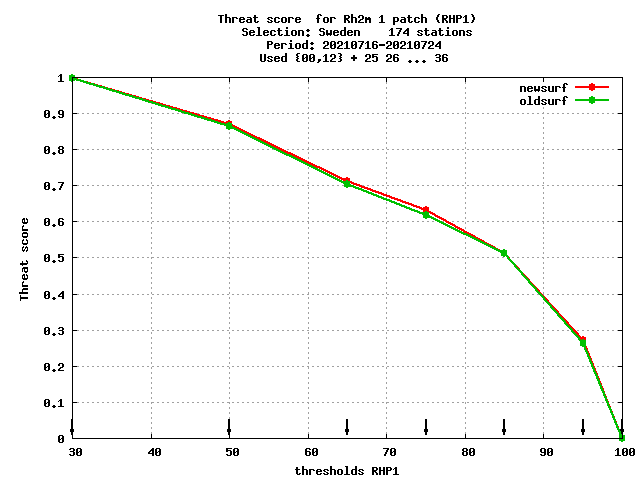 Threat score  for Rh2m 1 patch (RHP1)
Selection: Sweden    174 stations
Period: 20210716-20210724
Used {00,12} + 25 26 ... 36
newsurf
oldsurf
Threat score
1
0.9
0.8
0.7
0.6
0.5
0.4
0.3
0.2
0.1
0
30 40 50 60 70 80 90 100
thresholds RHP1